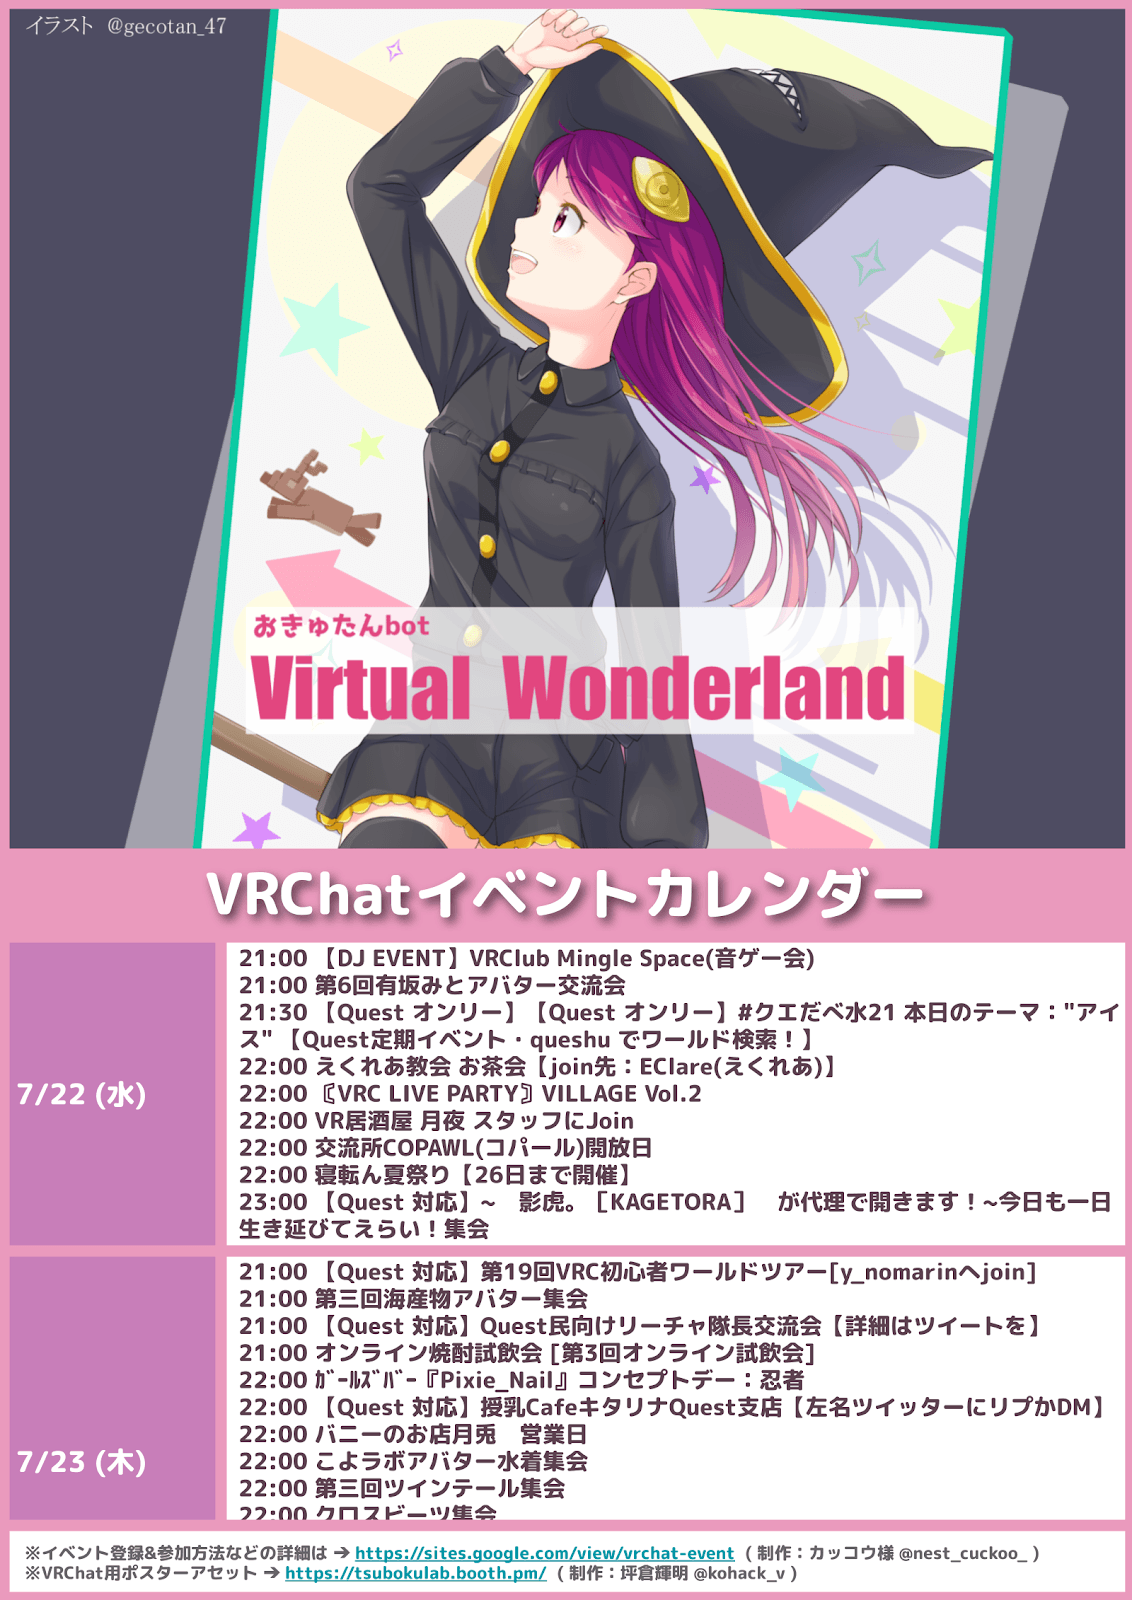 イラスト @gecotan_47
おきゅたんbot
Virtual Wonderland
VRChatイベントカレンダー
7/22 (水)
21:00 【DJ EVENT】VRClub Mingle Space(音ゲー会)
21:00 第6回有坂みとアバター交流会
21:30 【Quest オンリー】【Quest オンリー】#クエだべ水21 本日のテーマ："アイ
ス" 【Quest定期イベント・queshu でワールド検索！】
22:00 えくれあ教会 お茶会【join先：EClare(えくれあ)】
22:00 〖VRC LIVE PARTY〗VILLAGE Vol.2
22:00 VR居酒屋 月夜 スタッフにJoin
22:00 交流所COPAWL(コパール)開放日
22:00 寝転ん夏祭り【26日まで開催】
23:00 【Quest 対応】~　影虎。［KAGETORA］　が代理で開きます！~今日も一日
生き延びてえらい！集会
7/23 (木)
21:00 【Quest 対応】第19回VRC初心者ワールドツアー[y_nomarinへjoin]
21:00 第三回海産物アバター集会
21:00 【Quest 対応】Quest民向けリーチャ隊長交流会【詳細はツイートを】
21:00 オンライン焼酎試飲会 [第3回オンライン試飲会]
22:00 ｶﾞｰﾙｽﾞﾊﾞｰ『Pixie_Nail』コンセプトデー：忍者
22:00 【Quest 対応】授乳CafeキタリナQuest支店【左名ツイッターにリプかDM】
22:00 バニーのお店月兎　営業日
22:00 こよラボアバター水着集会
22:00 第三回ツインテール集会
22:00 クロスビーツ集会
※イベント登録&参加方法などの詳細は ➔ https://sites.google.com/view/vrchat-event （ 制作：カッコウ様 @nest_cuckoo_ ）
※VRChat用ポスターアセット ➔ https://tsubokulab.booth.pm/ （ 制作：坪倉輝明 @kohack_v ）